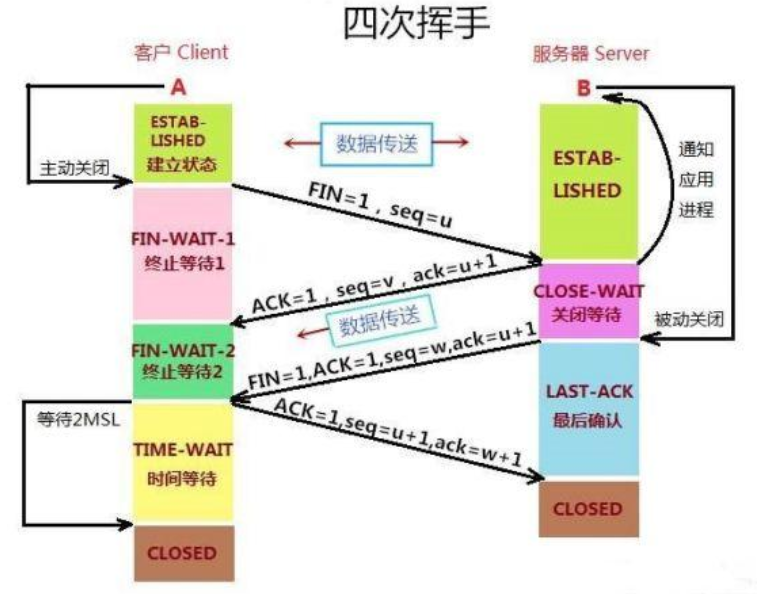 四次挥手
客户 Client
服务器 Server
A
B
ESTAB-
LISHED
建立状态
数据传送
ESTAB-
LISHED
通知
应用
进程
主动关闭
FIN=1，seq=u
FIN-WAIT-1
终止等待1
ACK=1，seq=v，ack=u+1
CLOSE-WAIT
关闭等待
被动关闭
数据传送
FIN-WAIT-2
终止等待2
FIN=1,ACK=1,seq=w,ack=u+1
LAST-ACK
最后确认
等待2MSL
ACK=1,seq=u+1,ack=w+1
TIME-WAIT
时间等待
CLOSED
CLOSED